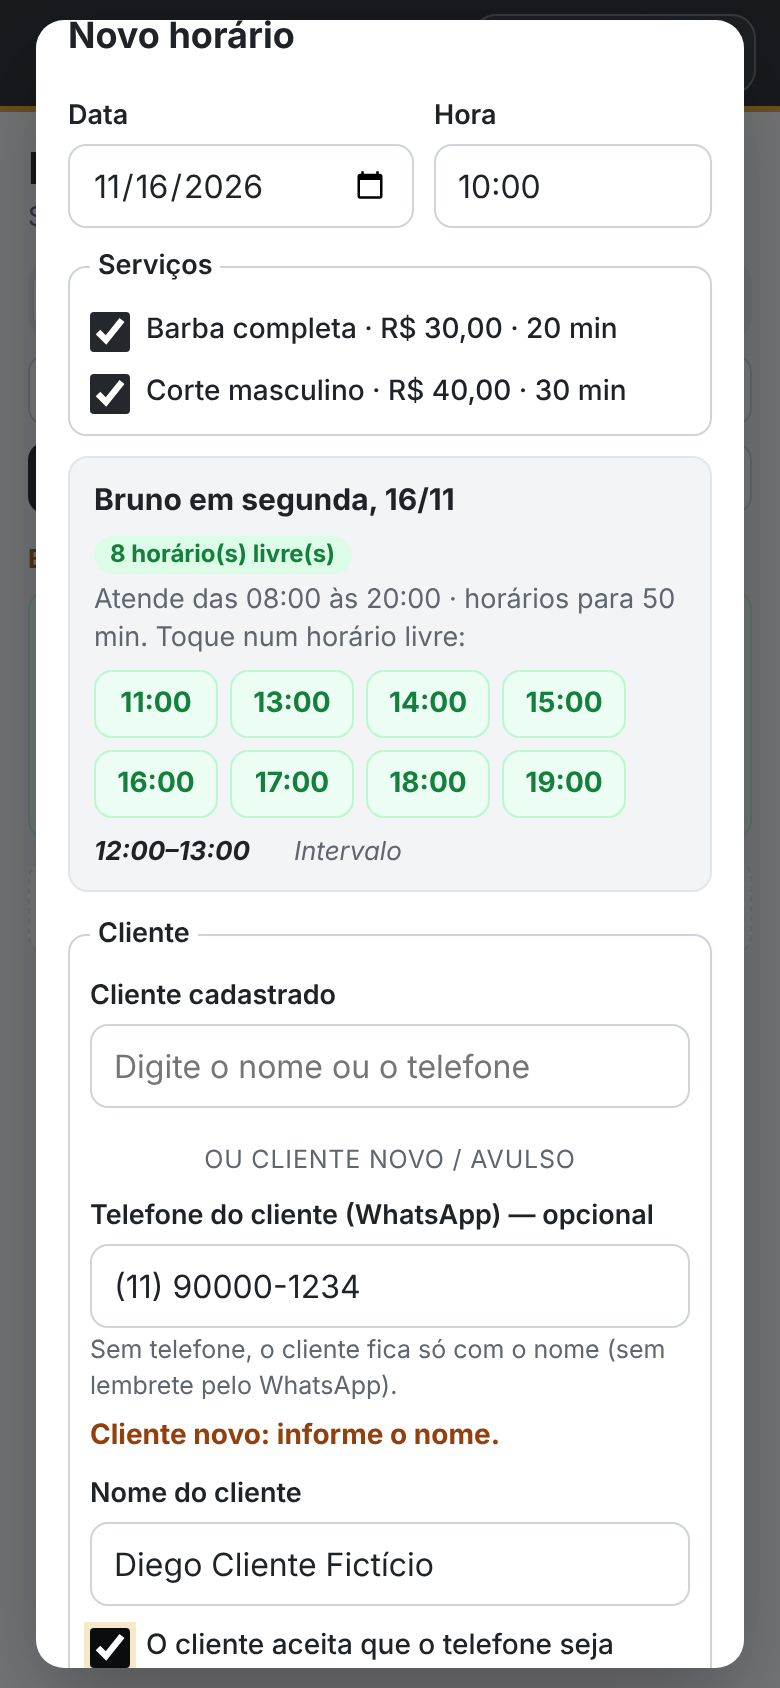 Novo horário
Data
Hora
11/16/2026
10:00
Serviços
Barba completa · R$ 30,00 · 20 min
Corte masculino · R$ 40,00 · 30 min
Bruno em segunda, 16/11
8 horário(s) livre(s)
Atende das 08:00 às 20:00 · horários para 50
min. Toque num horário livre:
11:00 13:00 14:00 15:00
16:00 17:00 18:00 19:00
12:00–13:00 Intervalo
Cliente
Cliente cadastrado
Digite o nome ou o telefone
OU CLIENTE NOVO / AVULSO
Telefone do cliente (WhatsApp) — opcional
(11) 90000-1234
Sem telefone, o cliente fica só com o nome (sem
lembrete pelo WhatsApp).
Cliente novo: informe o nome.
Nome do cliente
Diego Cliente Fictício
O cliente aceita que o telefone seja